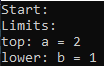 Start:
Limits:
top: a = 2
lower: b = 1